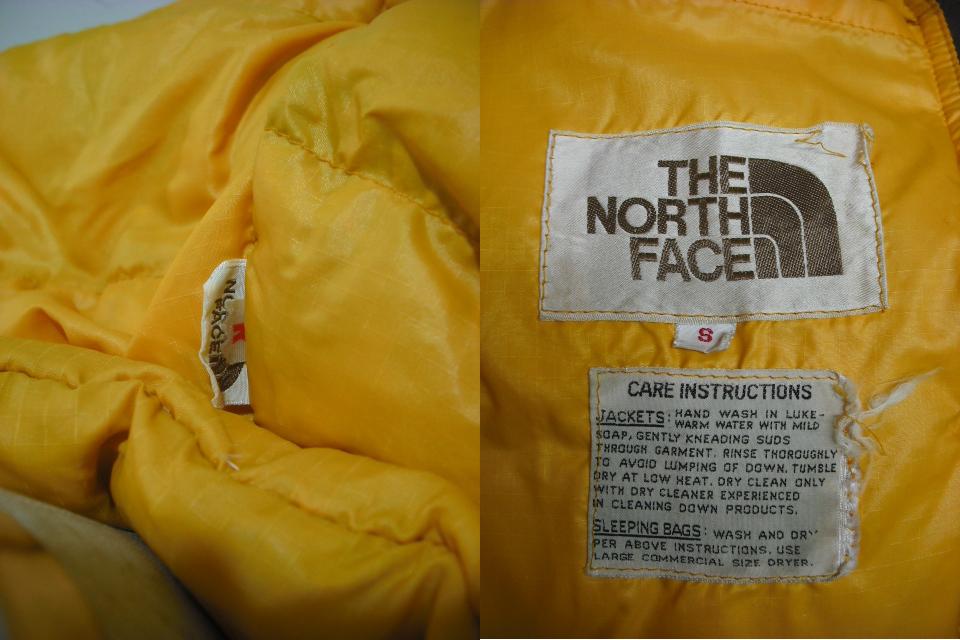 NORTH
FACE
R
THE
NORTH
FACE
S
CARE INSTRUCTIONS
JACKETS: HAND WASH IN LUKE-
WARM WATER WITH MILD
SOAP, GENTLY KNEADING SUDS
THROUGH GARMENT. RINSE THOROUGHLY
TO AVOID LUMPING OF DOWN. TUMBLE
DRY AT LOW HEAT. DRY CLEAN ONLY
WITH DRY CLEANER EXPERIENCED
IN CLEANING DOWN PRODUCTS.
SLEEPING BAGS: WASH AND DRY
PER ABOVE INSTRUCTIONS. USE
LARGE COMMERCIAL SIZE DRYER.